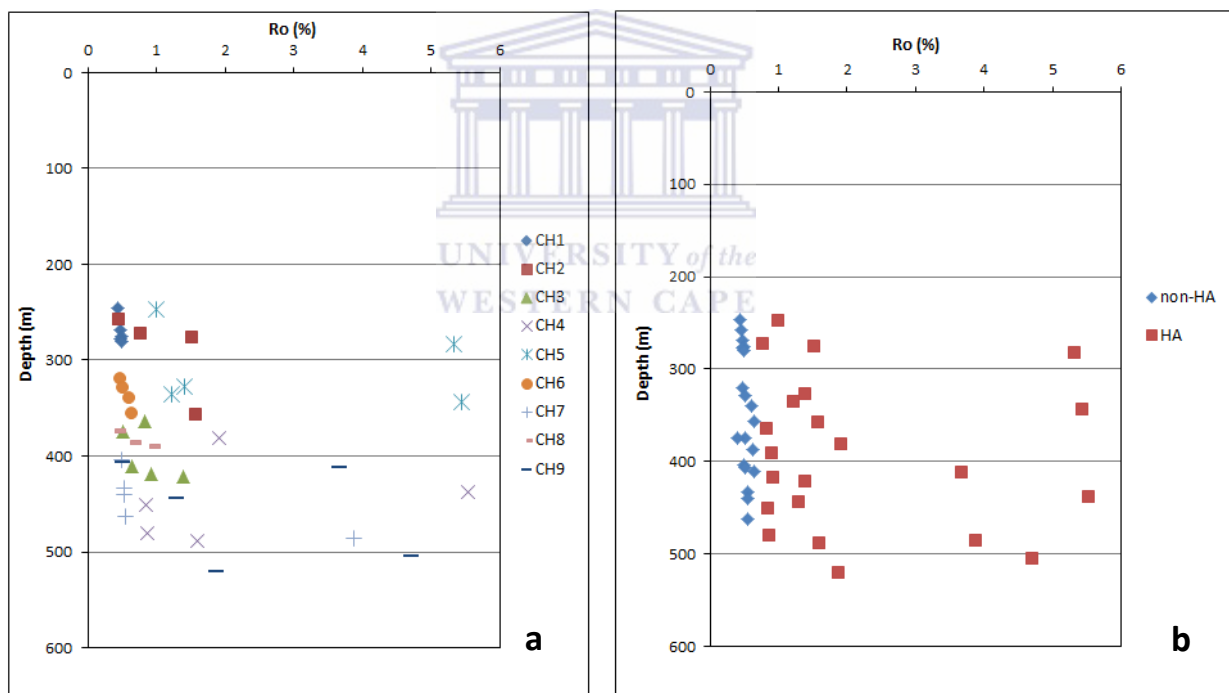 Ro (%)
0 1 2 3 4 5 6
0
100
200
300
400
500
600
Depth (m)
CH1
CH2
CH3
CH4
CH5
CH6
CH7
CH8
CH9
a
UNIVERSITY of the
WESTERN CAPE
Ro (%)
0 1 2 3 4 5 6
0
100
200
300
400
500
600
Depth (m)
non-HA
HA
b